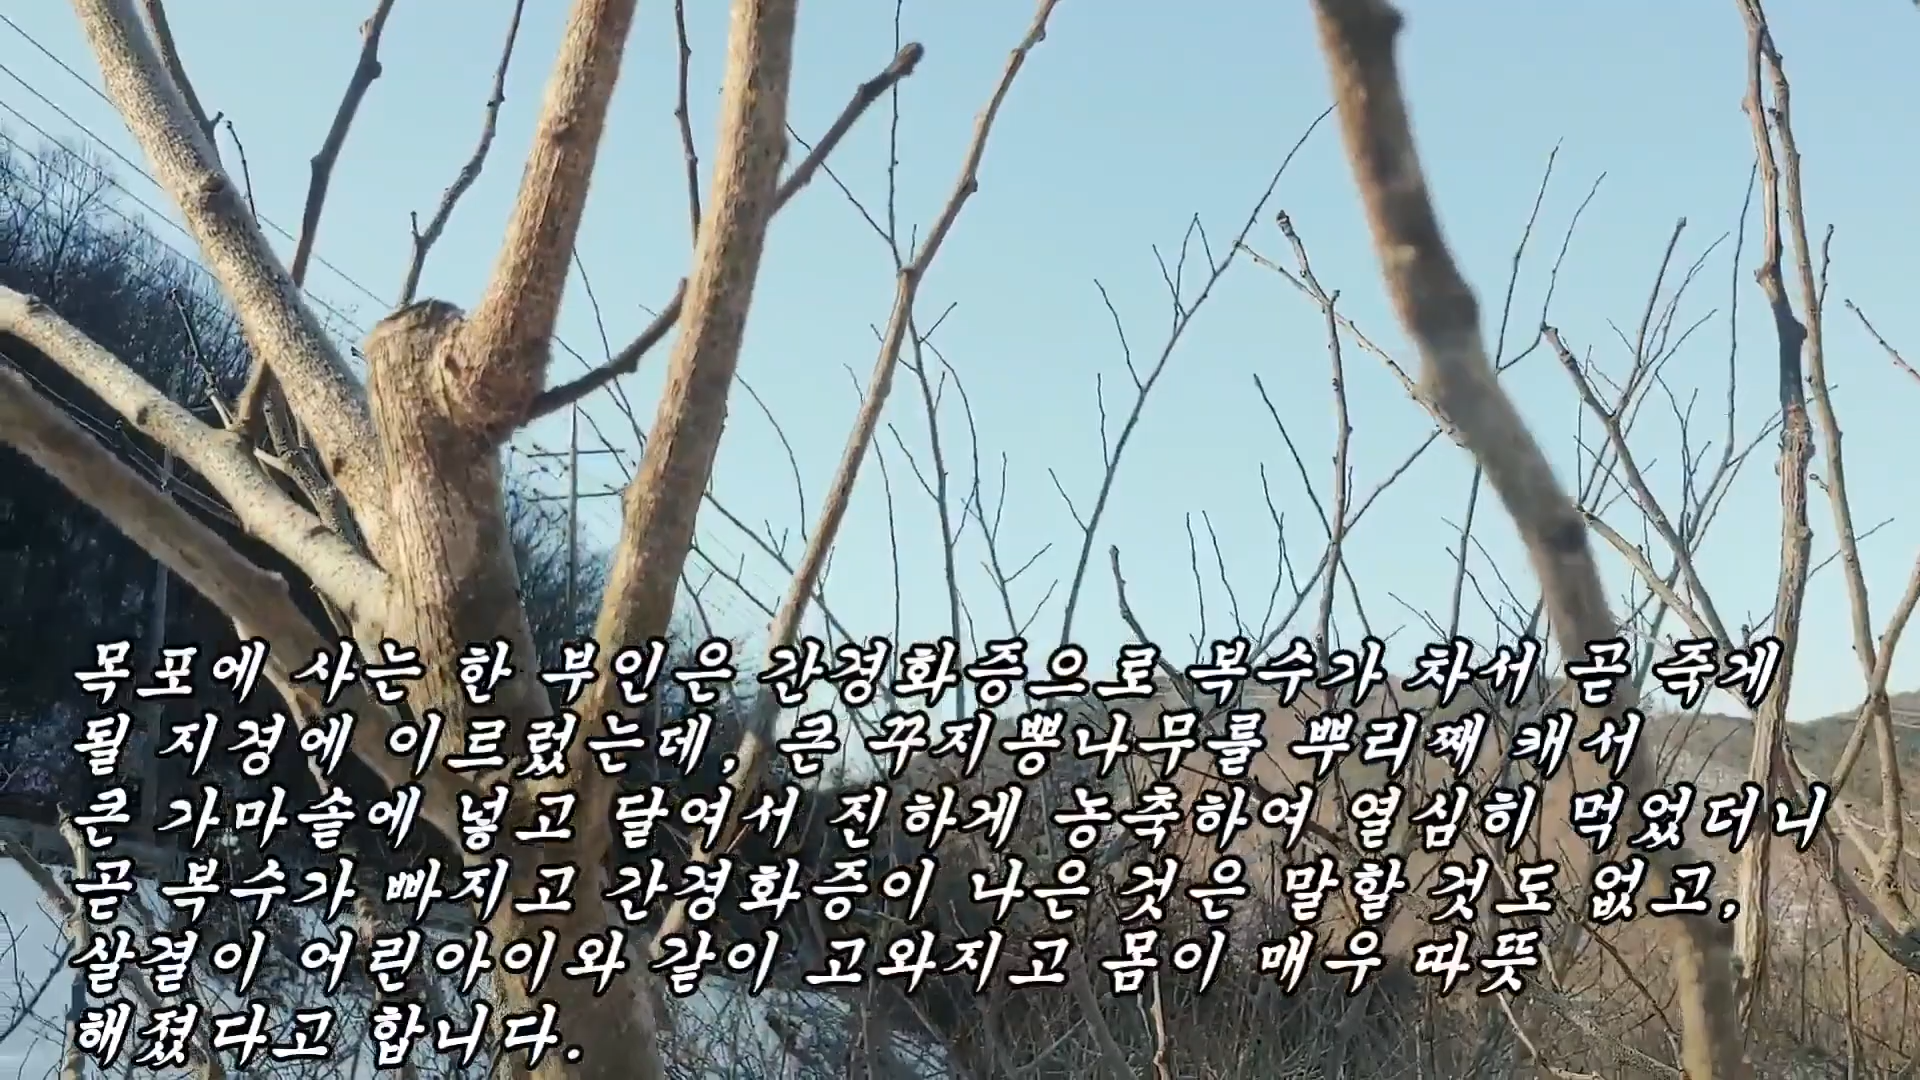 목포에 사는 한 부인은 간경화증으로 복수가 차서 곧 죽게
될 지경에 이르렀는데, 큰 꾸지뽕나무를 뿌리째 캐서
큰 가마솥에 넣고 달여서 진하게 농축하여 열심히 먹었더니
곧 복수가 빠지고 간경화증이 나은 것은 말할 것도 없고,
살결이 어린아이와 같이 고와지고 몸이 매우 따뜻
해졌다고 합니다.